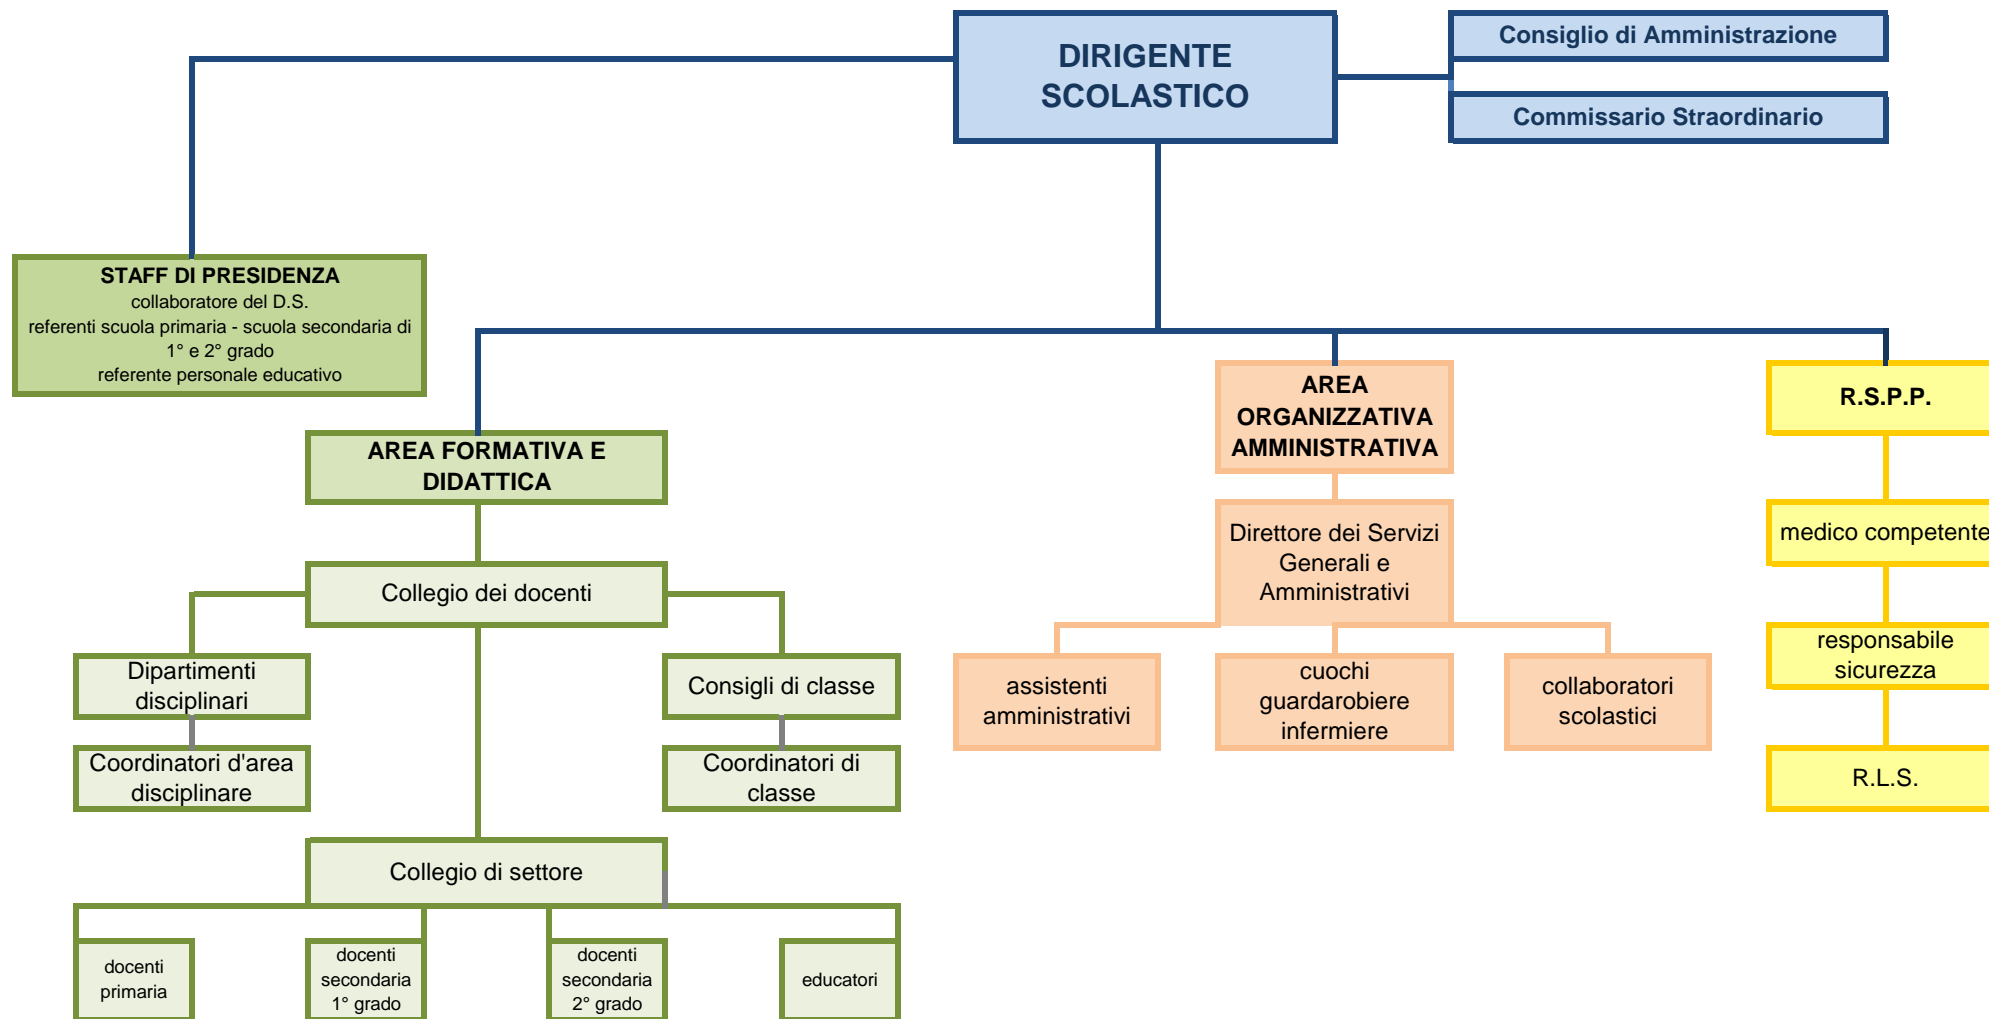 DIRIGENTE
SCOLASTICO
Consiglio di Amministrazione
Commissario Straordinario
STAFF DI PRESIDENZA
collaboratore del D.S.
referenti scuola primaria - scuola secondaria di
1° e 2° grado
referente personale educativo
AREA FORMATIVA E
DIDATTICA
AREA
ORGANIZZATIVA
AMMINISTRATIVA
R.S.P.P.
Collegio dei docenti
Direttore dei Servizi
Generali e
Amministrativi
medico competente
Dipartimenti
disciplinari
Consigli di classe
assistenti
amministrativi
cuochi
guardarobiere
infermiere
collaboratori
scolastici
responsabile
sicurezza
Coordinatori d'area
disciplinare
Coordinatori di
classe
R.L.S.
Collegio di settore
docenti
primaria
docenti
secondaria
1° grado
docenti
secondaria
2° grado
educatori